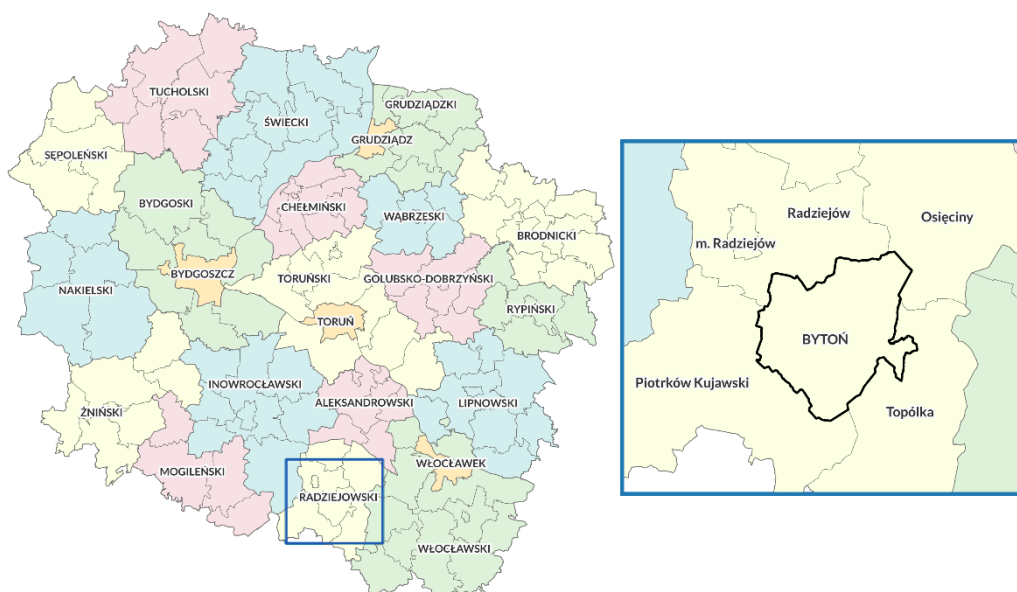 TUCHOLSKI
ŚWIECKI
GRUDZIĄDZKI
GRUDZIĄDZ
SĘPOLEŃSKI
BYDGOSKI
CHEŁMIŃSKI
WĄBRZESKI
BRODNICKI
BYDGOSZCZ
TORUŃSKI
GOLUBSKO-DOBRZYŃSKI
NAKIELSKI
RYPIŃSKI
TORUŃ
INOWROCŁAWSKI
ALEKSANDROWSKI
LIPNOWSKI
ŻNIŃSKI
MOGILEŃSKI
WŁOCŁAWEK
RADZIEJOWSKI
WŁOCŁAWSKI
Radziejów
Osięciny
m. Radziejów
BYTOŃ
Piotrków Kujawski
Topólka